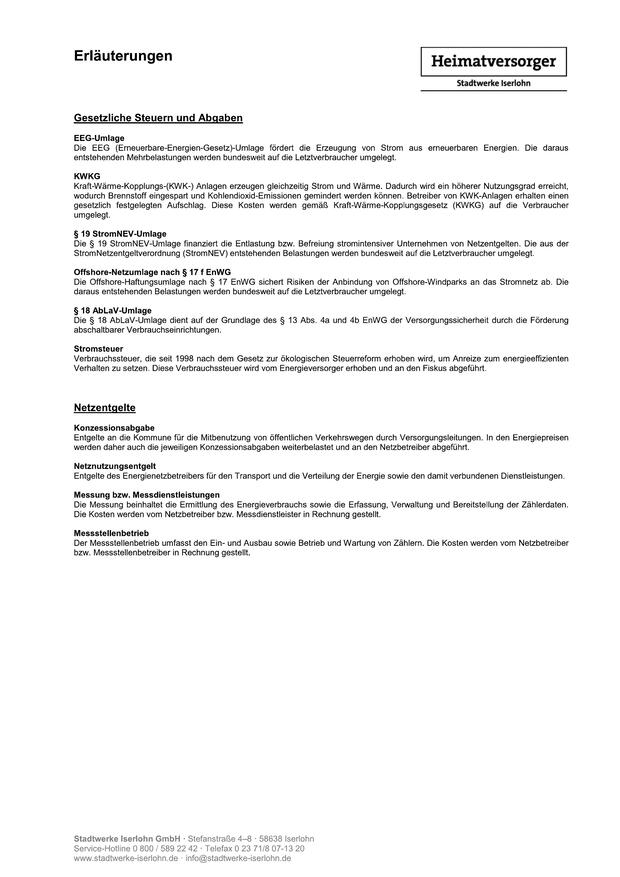 Erläuterungen
Heimatversorger
Stadtwerke Iserlohn
Gesetzliche Steuern und Abgaben
EEG-Umlage
Die EEG (Erneuerbare-Energien-Gesetz)-Umlage fördert die Erzeugung von Strom aus erneuerbaren Energien. Die daraus
entstehenden Mehrbelastungen werden bundesweit auf die Letztverbraucher umgelegt.
KWKG
Kraft-Wärme-Kopplungs-(KWK-) Anlagen erzeugen gleichzeitig Strom und Wärme. Dadurch wird ein höherer Nutzungsgrad erreicht,
wodurch Brennstoff eingespart und Kohlendioxid-Emissionen gemindert werden können. Betreiber von KWK-Anlagen erhalten einen
gesetzlich festgelegten Aufschlag. Diese Kosten werden gemäß Kraft-Wärme-Kopplungsgesetz (KWKG) auf die Verbraucher
umgelegt.
§ 19 StromNEV-Umlage
Die § 19 StromNEV-Umlage finanziert die Entlastung bzw. Befreiung stromintensiver Unternehmen von Netzentgelten. Die aus der
StromNetzentgeltverordnung (StromNEV) entstehenden Belastungen werden bundesweit auf die Letztverbraucher umgelegt.
Offshore-Netzumlage nach § 17 f EnWG
Die Offshore-Haftungsumlage nach § 17 EnWG sichert Risiken der Anbindung von Offshore-Windparks an das Stromnetz ab. Die
daraus entstehenden Belastungen werden bundesweit auf die Letztverbraucher umgelegt.
§ 18 AbLaV-Umlage
Die § 18 AbLaV-Umlage dient auf der Grundlage des § 13 Abs. 4a und 4b EnWG der Versorgungssicherheit durch die Förderung
abschaltbarer Verbrauchseinrichtungen.
Stromsteuer
Verbrauchssteuer, die seit 1998 nach dem Gesetz zur ökologischen Steuerreform erhoben wird, um Anreize zum energieeffizienten
Verhalten zu setzen. Diese Verbrauchssteuer wird vom Energieversorger erhoben und an den Fiskus abgeführt.
Netzentgelte
Konzessionsabgabe
Entgelte an die Kommune für die Mitbenutzung von öffentlichen Verkehrswegen durch Versorgungsleitungen. In den Energiepreisen
werden daher auch die jeweiligen Konzessionsabgaben weiterbelastet und an den Netzbetreiber abgeführt.
Netznutzungsentgelt
Entgelte des Energienetzbetreibers für den Transport und die Verteilung der Energie sowie den damit verbundenen Dienstleistungen.
Messung bzw. Messdienstleistungen
Die Messung beinhaltet die Ermittlung des Energieverbrauchs sowie die Erfassung, Verwaltung und Bereitstellung der Zählerdaten.
Die Kosten werden vom Netzbetreiber bzw. Messdienstleister in Rechnung gestellt.
Messstellenbetrieb
Der Messstellenbetrieb umfasst den Ein- und Ausbau sowie Betrieb und Wartung von Zählern. Die Kosten werden vom Netzbetreiber
bzw. Messstellenbetreiber in Rechnung gestellt.
Stadtwerke Iserlohn GmbH · Stefanstraße 4–8 · 58638 Iserlohn
Service-Hotline 0 800 / 589 22 42 · Telefax 0 23 71/8 07-13 20
www.stadtwerke-iserlohn.de · info@stadtwerke-iserlohn.de